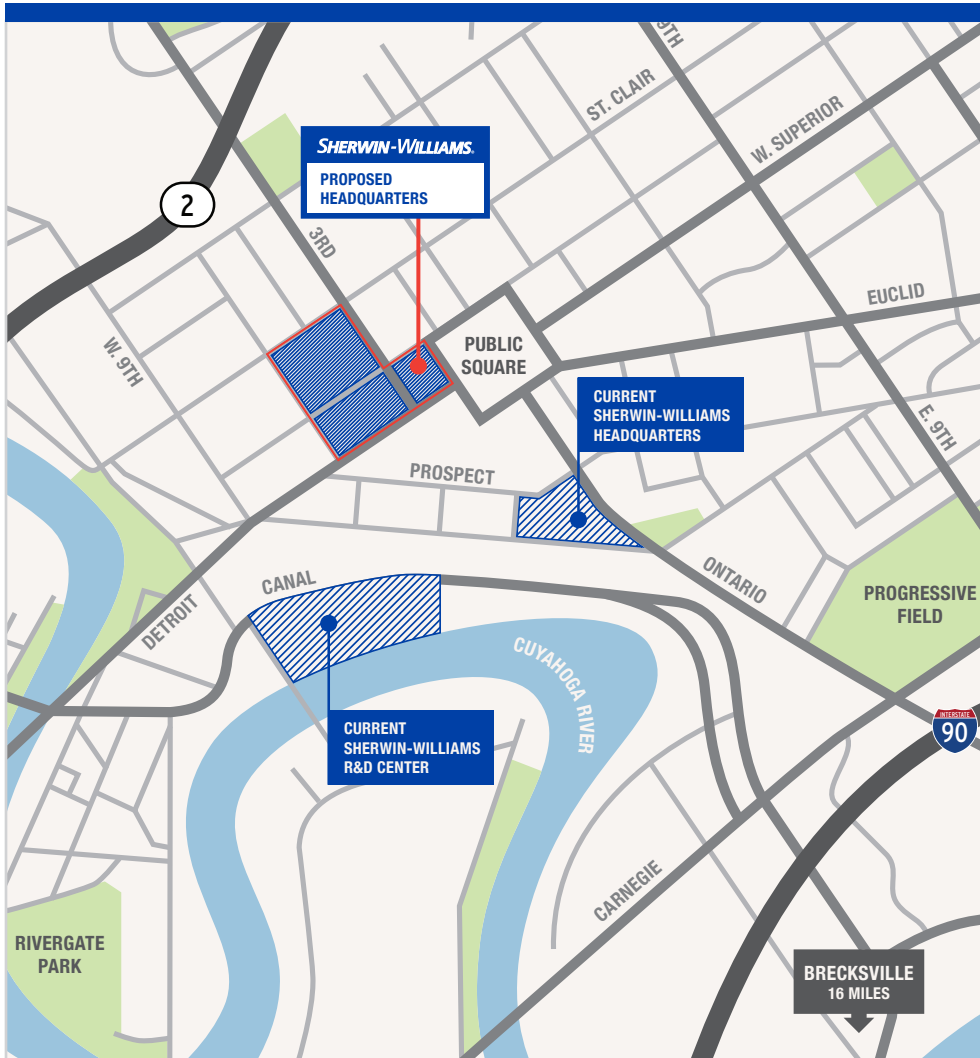 9TH
ST. CLAIR
W. SUPERIOR
SHERWIN-WILLIAMS.
PROPOSED
HEADQUARTERS
2
3RD
EUCLID
W. 9TH
PUBLIC
SQUARE
CURRENT
SHERWIN-WILLIAMS
HEADQUARTERS
E. 9TH
PROSPECT
ONTARIO
CANAL
DETROIT
PROGRESSIVE
FIELD
CUYAHOGA RIVER
INTERSTATE
90
CURRENT
SHERWIN-WILLIAMS
R&D CENTER
CARNEGIE
RIVERGATE
PARK
BRECKSVILLE
16 MILES